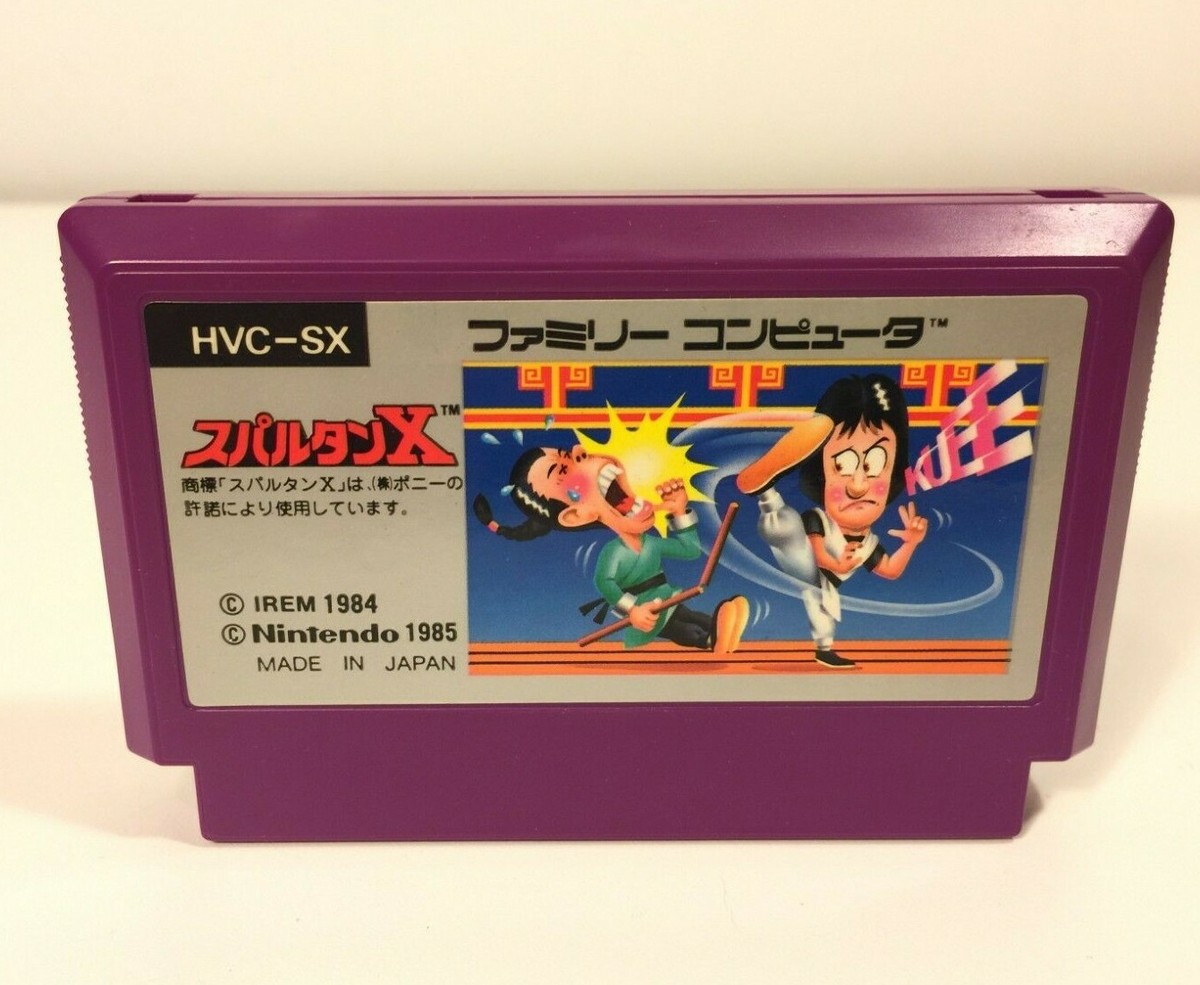 HVC-SX
ファミリー コンピュータ™
スパルタンX™
商標「スパルタンX」は、(株)ポニーの
許諾により使用しています。
KUEEE
© IREM 1984
© Nintendo 1985
MADE IN JAPAN